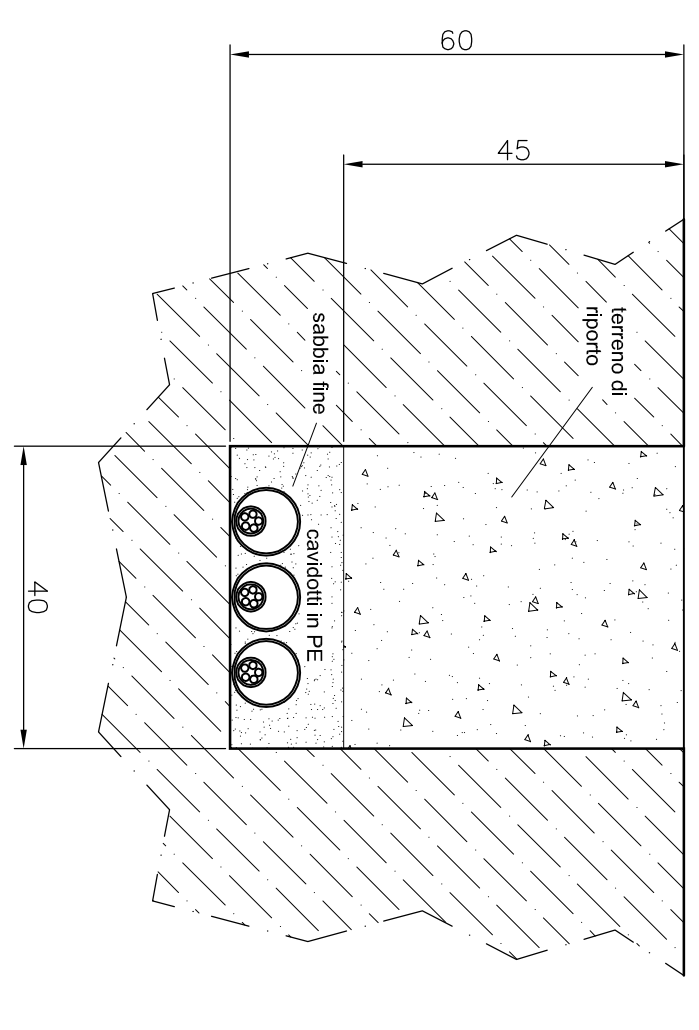 60
45
terreno di
riporto
sabbia fine
cavidotti in PE
40